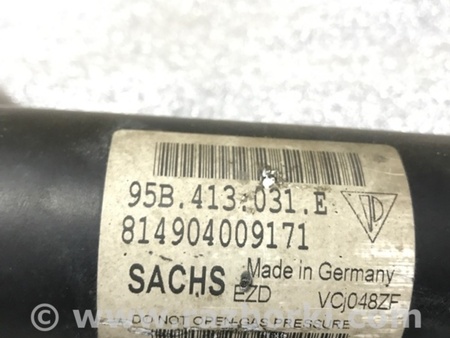 95B.413.031.E
814904009171
SACHS Made in Germany
EZD VCj048ZF
DO NOT OPEN-GAS PRESSURE